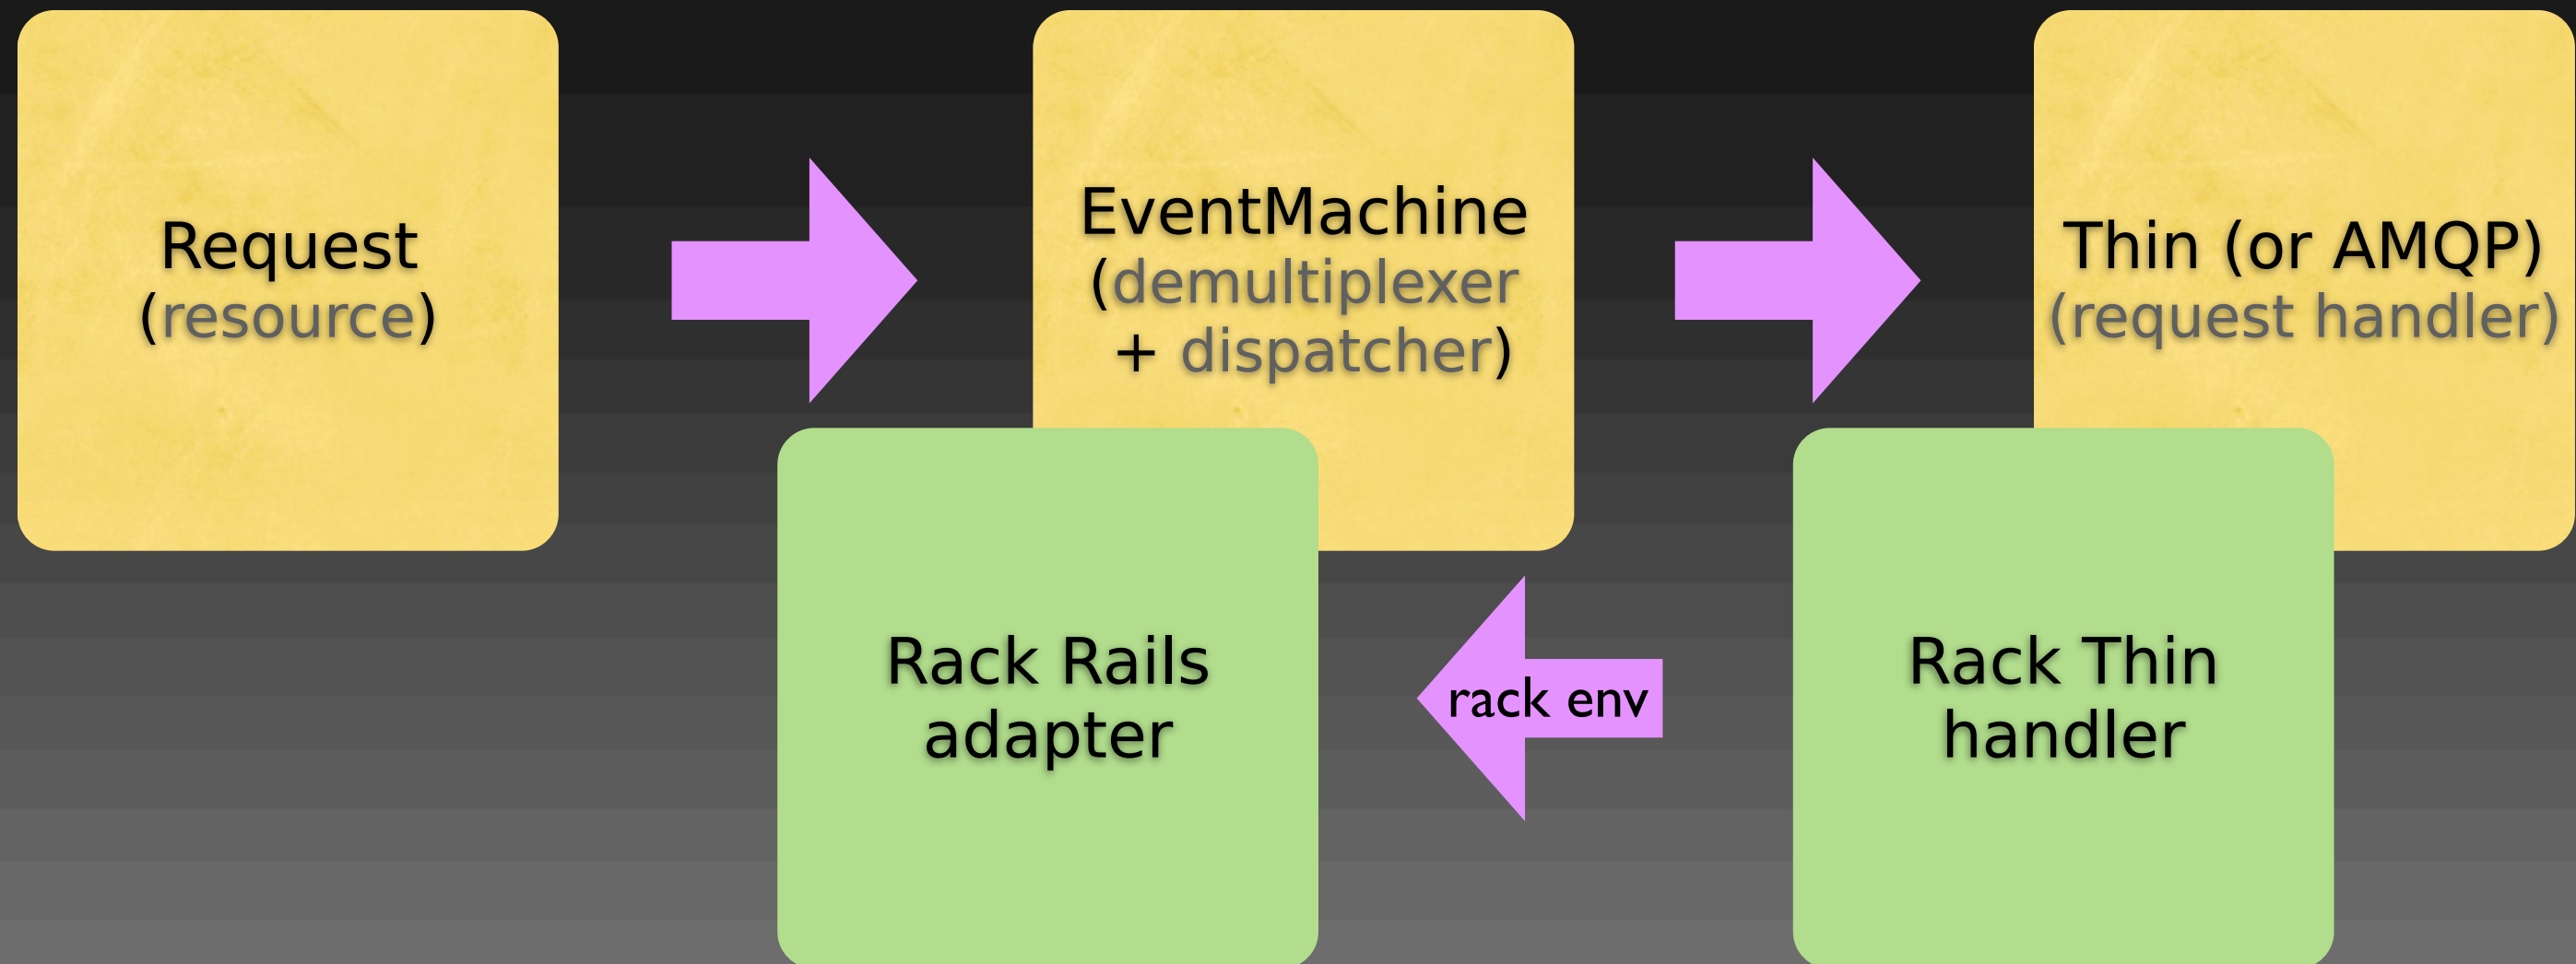 Request
(resource)
EventMachine
(demultiplexer
+ dispatcher)
Thin (or AMQP)
(request handler)
Rack Rails
adapter
rack env
Rack Thin
handler